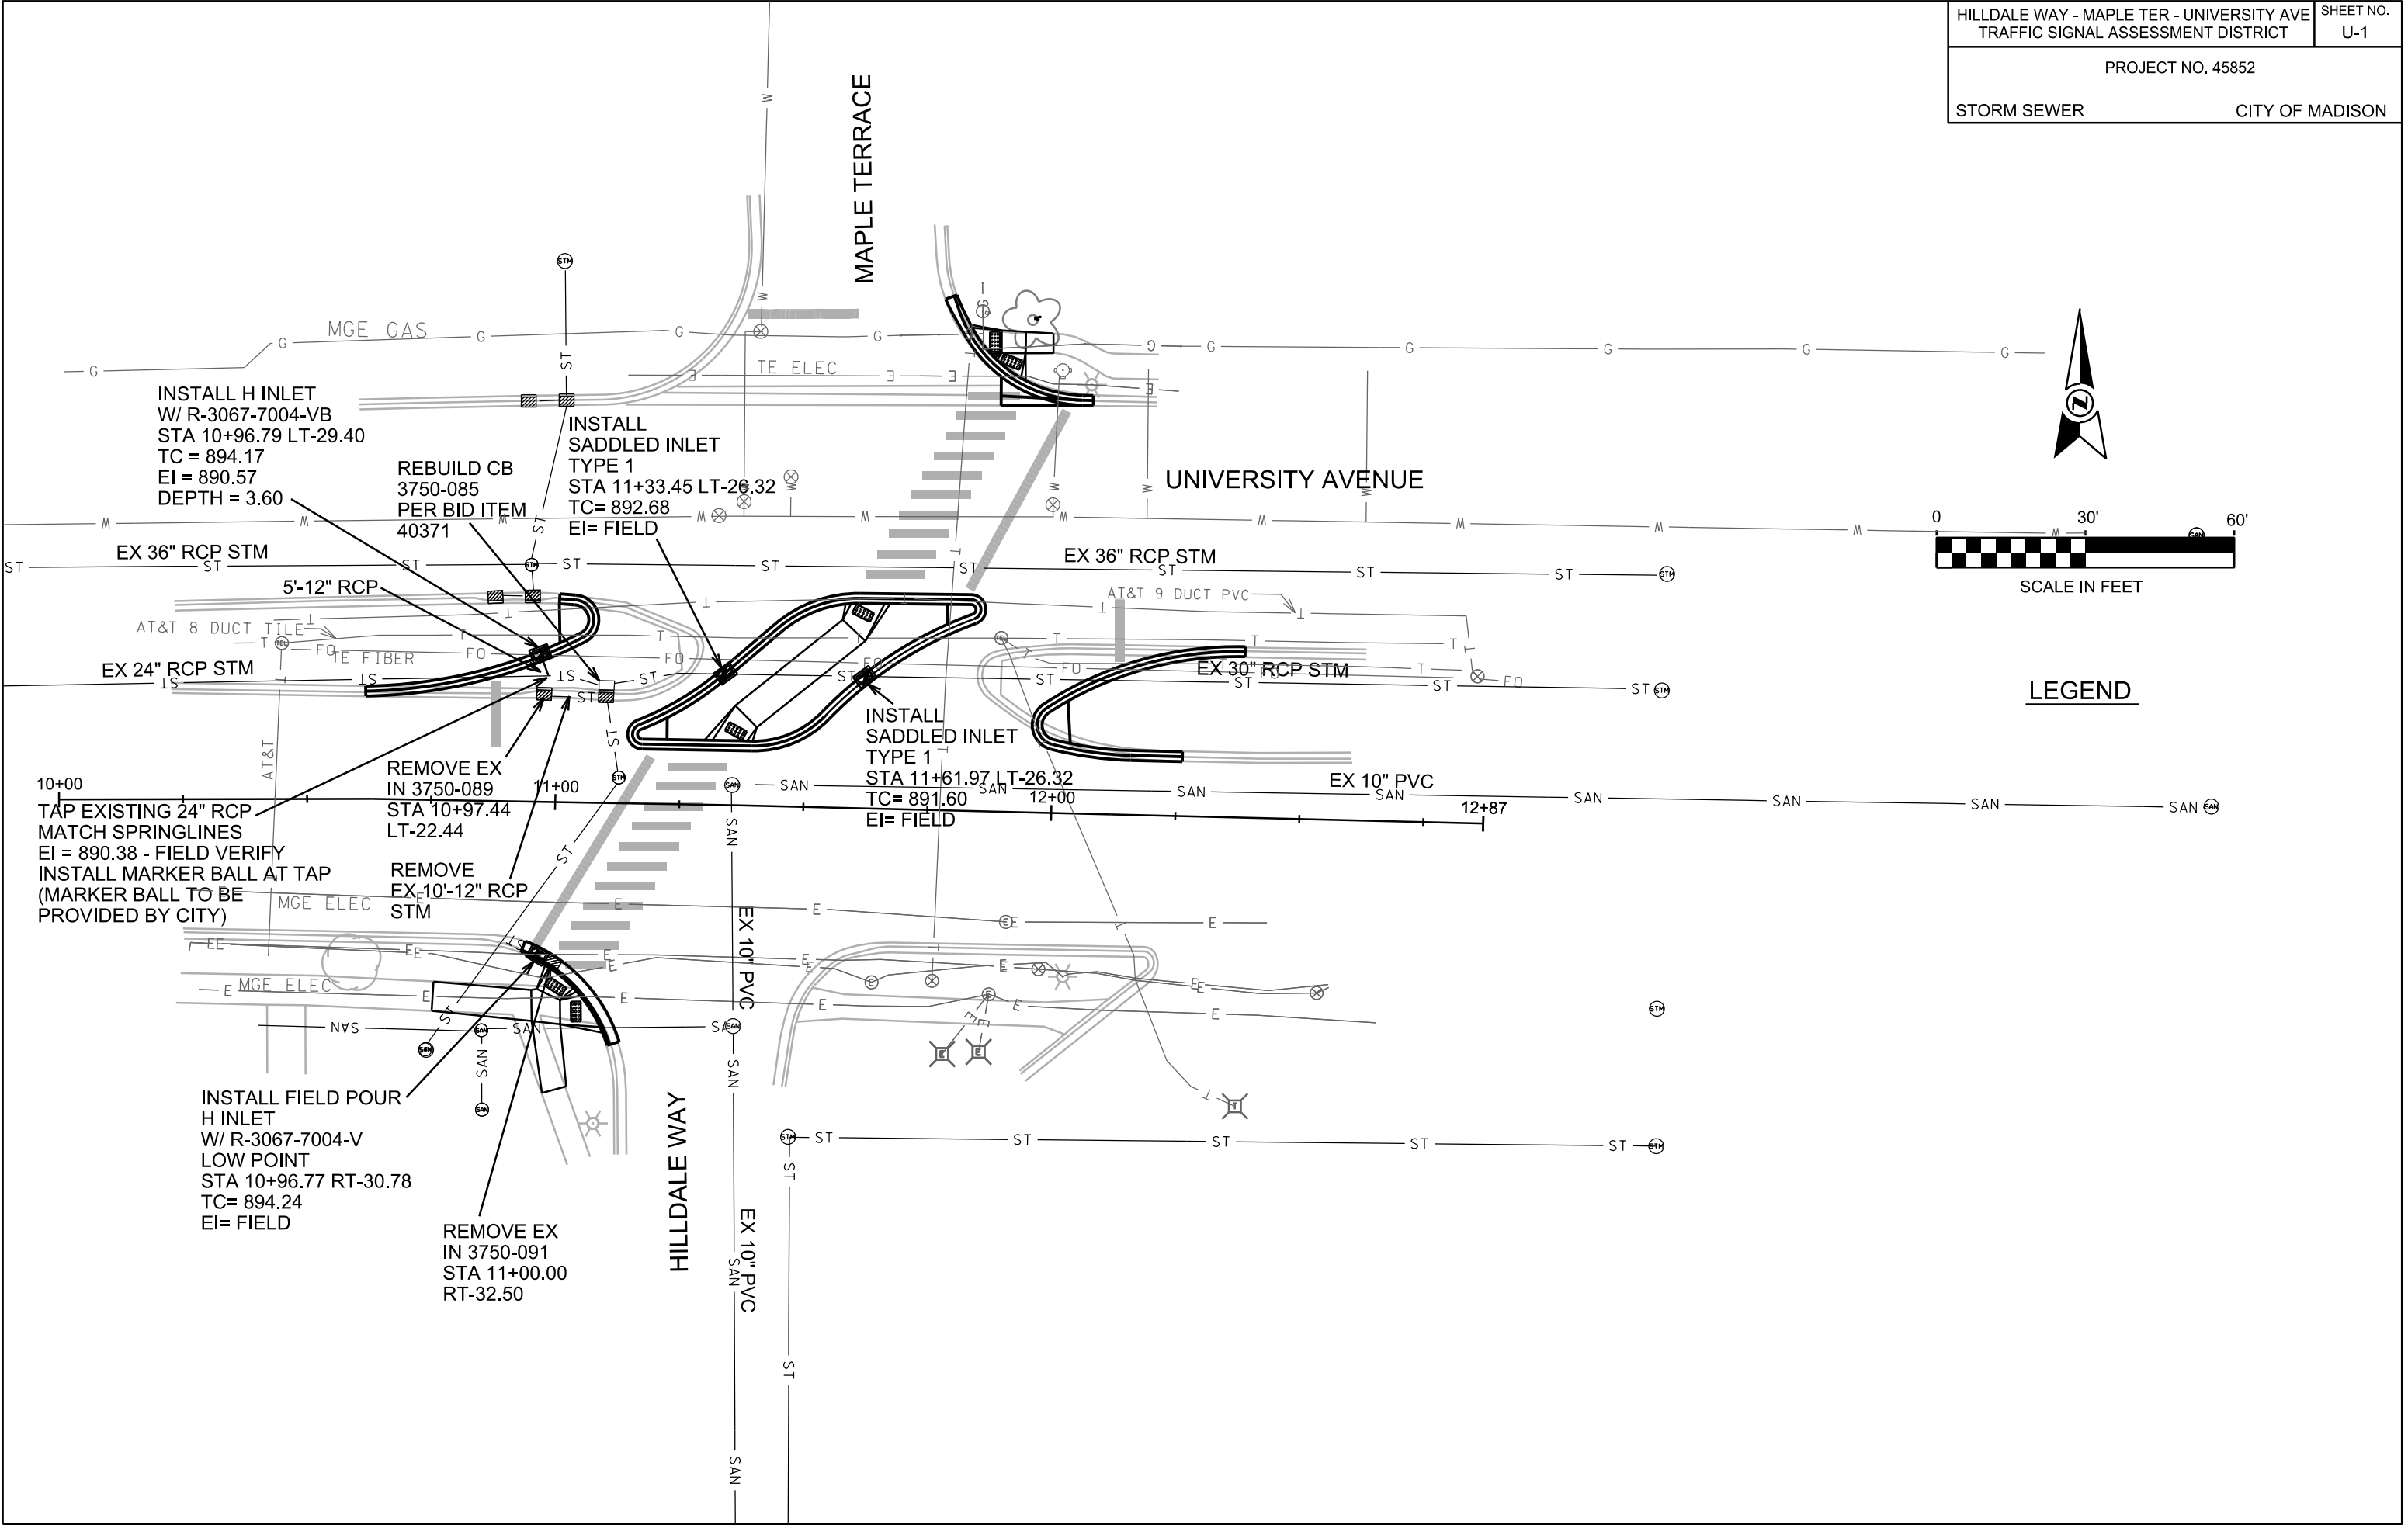 HILLDALE WAY - MAPLE TER - UNIVERSITY AVE
TRAFFIC SIGNAL ASSESSMENT DISTRICT
SHEET NO.
U-1
PROJECT NO. 45852
STORM SEWER
CITY OF MADISON
MAPLE TERRACE
MGE GAS
TE ELEC
INSTALL H INLET
W/ R-3067-7004-VB
STA 10+96.79 LT-29.40
TC = 894.17
EI = 890.57
DEPTH = 3.60
REBUILD CB
3750-085
PER BID ITEM
40371
INSTALL
SADDLED INLET
TYPE 1
STA 11+33.45 LT-26.32
TC= 892.68
EI= FIELD
UNIVERSITY AVENUE
0 30' 60'
SCALE IN FEET
EX 36" RCP STM
EX 36" RCP STM
5'-12" RCP
AT&T 9 DUCT PVC
AT&T 8 DUCT TILE
TE FIBER
EX 24" RCP STM
EX 30" RCP STM
LEGEND
AT&T
INSTALL
SADDLED INLET
TYPE 1
STA 11+61.97 LT-26.32
TC= 891.60
EI= FIELD
REMOVE EX
IN 3750-089
STA 10+97.44
LT-22.44
10+00
11+00
12+00
12+87
EX 10" PVC
TAP EXISTING 24" RCP
MATCH SPRINGLINES
EI = 890.38 - FIELD VERIFY
INSTALL MARKER BALL AT TAP
(MARKER BALL TO BE
PROVIDED BY CITY)
REMOVE
EX 10'-12" RCP
STM
MGE ELEC
EX 10" PVC
MGE ELEC
INSTALL FIELD POUR
H INLET
W/ R-3067-7004-V
LOW POINT
STA 10+96.77 RT-30.78
TC= 894.24
EI= FIELD
REMOVE EX
IN 3750-091
STA 11+00.00
RT-32.50
HILLDALE WAY
EX 10" PVC